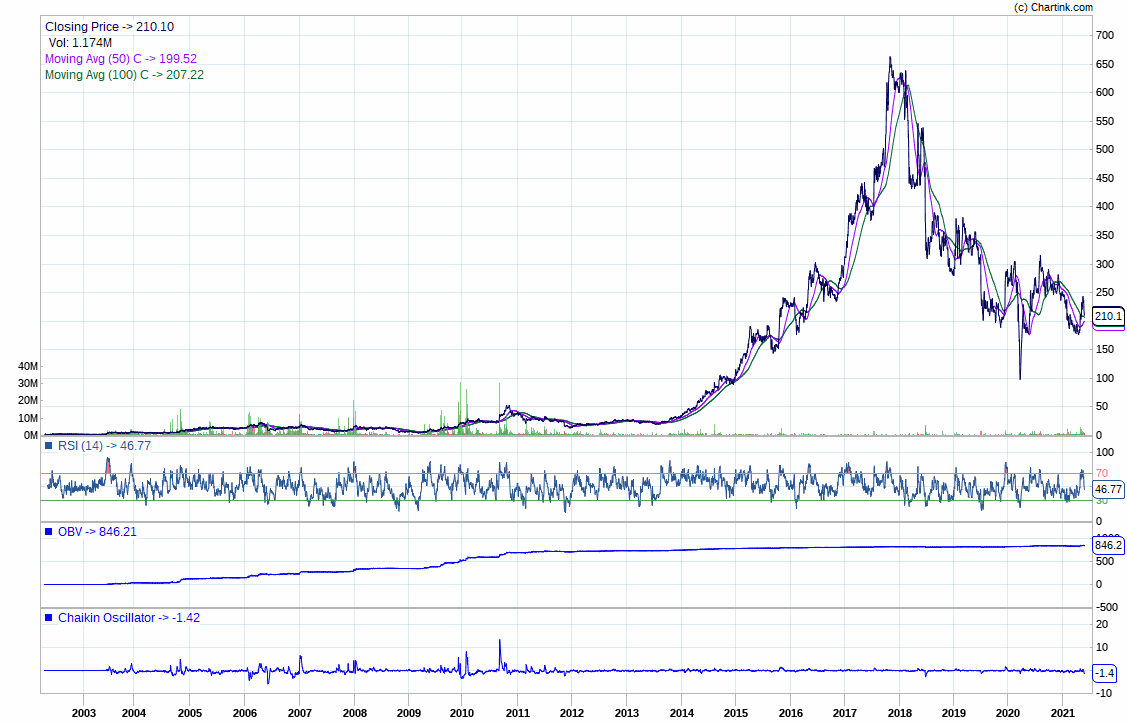 (c) Chartink.com
Closing Price -> 210.10
Vol: 1.174M
Moving Avg (50) C -> 199.52
Moving Avg (100) C -> 207.22
700
650
600
550
500
450
400
350
300
250
210.1
150
100
50
0
40M
30M
20M
10M
0M
RSI (14) -> 46.77
100
70
46.77
30
0
OBV -> 846.21
1000
846.2
500
0
-500
Chaikin Oscillator -> -1.42
20
10
-1.4
-10
2003 2004 2005 2006 2007 2008 2009 2010 2011 2012 2013 2014 2015 2016 2017 2018 2019 2020 2021